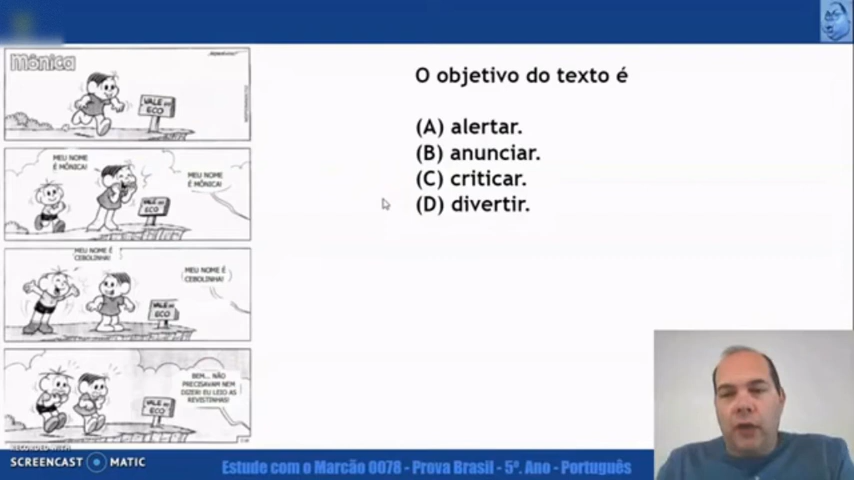 mônica
VALE DO
ECO
MEU NOME
É MÔNICA!
MEU NOME
É MÔNICA!
VALE DO
ECO
MEU NOME É
CEBOLINHA!
MEU NOME É
CEBOLINHA!
VALE DO
ECO
BEM... NÃO
PRECISAVAM NEM
DIZER! EU LEIO AS
REVISTINHAS!
VALE DO
ECO
O objetivo do texto é
(A) alertar.
(B) anunciar.
(C) criticar.
(D) divertir.
RECORDED WITH
SCREENCAST MATIC
Estude com o Marcão 0078 - Prova Brasil - 5º. Ano - Português